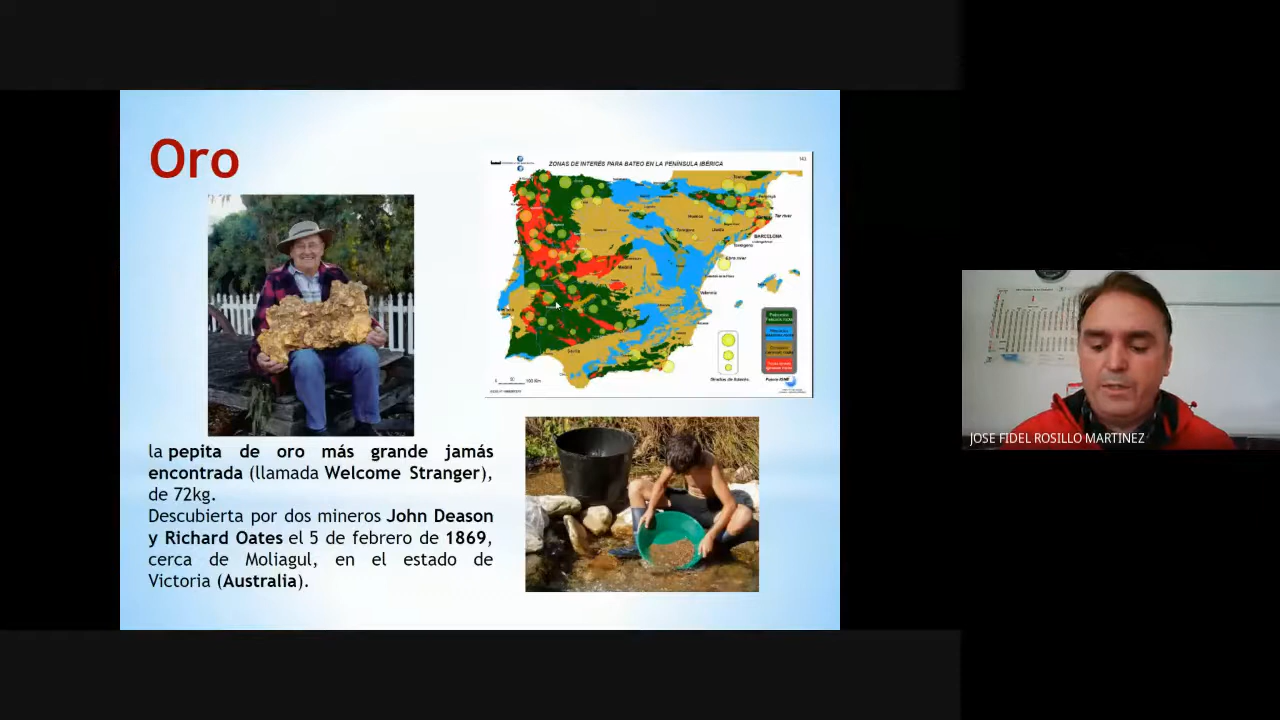 Oro
ZONAS DE INTERÉS PARA BATEO EN LA PENÍNSULA IBÉRICA
BARCELONA
Madrid
Valencia
Sevilla
la pepita de oro más grande jamás
encontrada (llamada Welcome Stranger),
de 72kg.
Descubierta por dos mineros John Deason
y Richard Oates el 5 de febrero de 1869,
cerca de Moliagul, en el estado de
Victoria (Australia).
JOSE FIDEL ROSILLO MARTINEZ